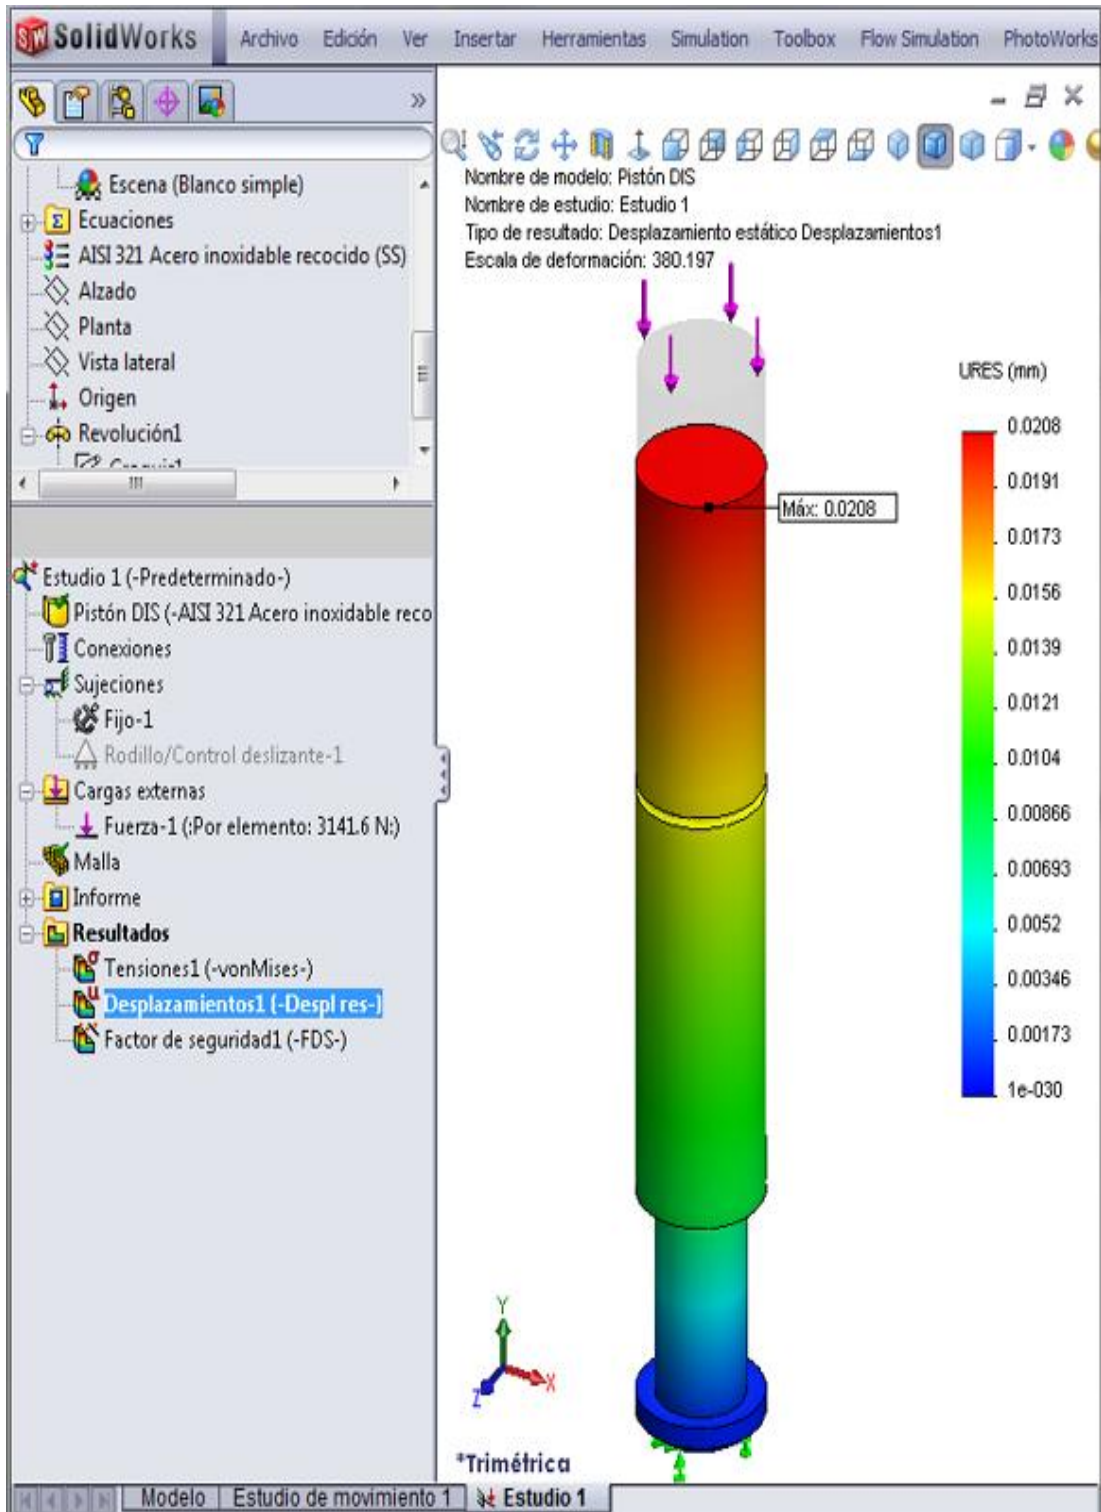 SolidWorks
Archivo Edición Ver Insertar Herramientas Simulation Toolbox Flow Simulation PhotoWorks
Escena (Blanco simple)
Ecuaciones
AISI 321 Acero inoxidable recocido (SS)
Alzado
Planta
Vista lateral
Origen
Revolución1
Estudio 1 (-Predeterminado-)
Pistón DIS (-AISI 321 Acero inoxidable reco
Conexiones
Sujeciones
Fijo-1
Rodillo/Control deslizante-1
Cargas externas
Fuerza-1 (:Por elemento: 3141.6 N:)
Malla
Informe
Resultados
Tensiones1 (-vonMises-)
Desplazamientos1 (-Despl res-)
Factor de seguridad1 (-FDS-)
Nombre de modelo: Pistón DIS
Nombre de estudio: Estudio 1
Tipo de resultado: Desplazamiento estático Desplazamientos1
Escala de deformación: 380.197
Máx: 0.0208
URES (mm)
0.0208
0.0191
0.0173
0.0156
0.0139
0.0121
0.0104
0.00866
0.00693
0.0052
0.00346
0.00173
1e-030
Y
X
Z
*Trimétrica
Modelo Estudio de movimiento 1 Estudio 1